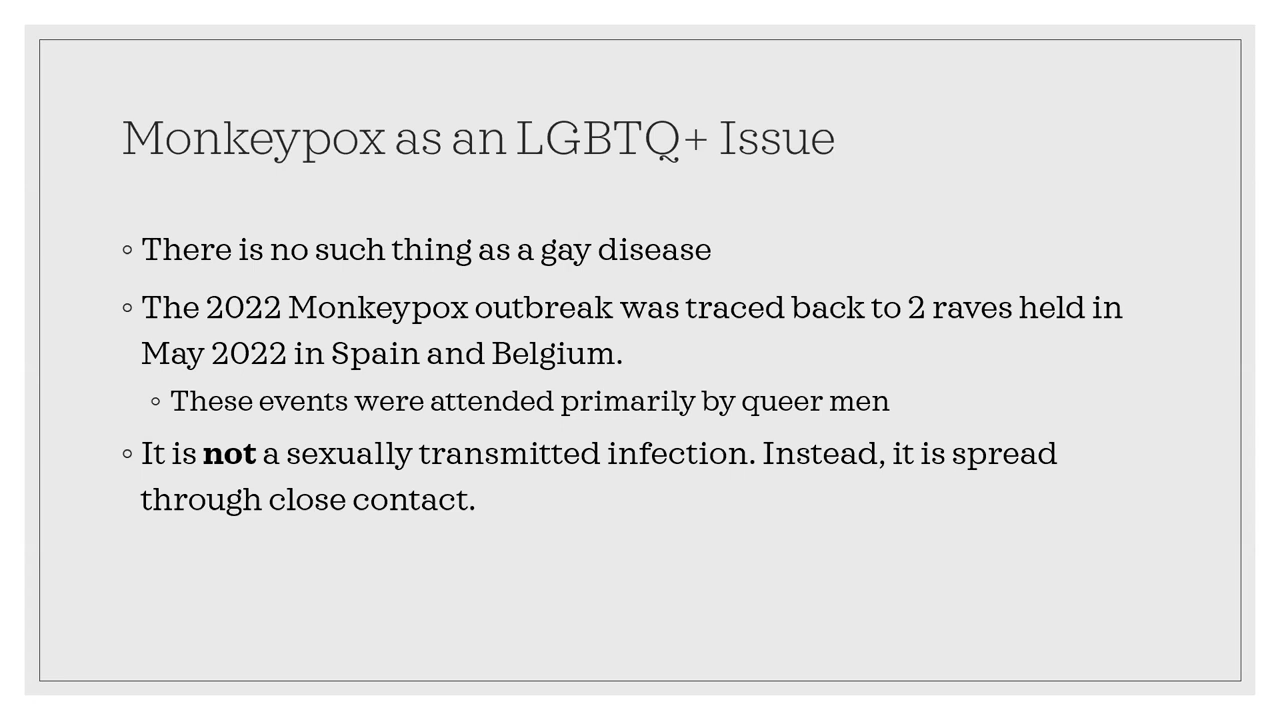 Monkeypox as an LGBTQ+ Issue
◦ There is no such thing as a gay disease
◦ The 2022 Monkeypox outbreak was traced back to 2 raves held in
May 2022 in Spain and Belgium.
◦ These events were attended primarily by queer men
◦ It is not a sexually transmitted infection. Instead, it is spread
through close contact.